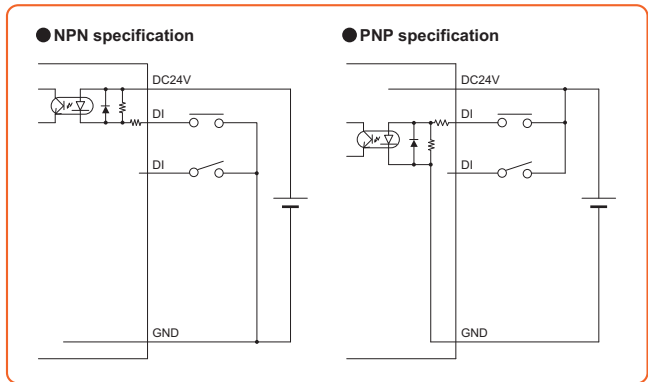 ●NPN specification
DC24V
DI
DI
GND
●PNP specification
DC24V
DI
DI
GND